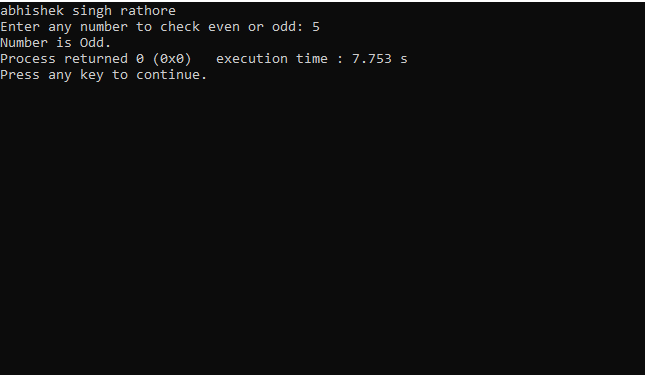 abhishek singh rathore
Enter any number to check even or odd: 5
Number is Odd.
Process returned 0 (0x0)   execution time : 7.753 s
Press any key to continue.